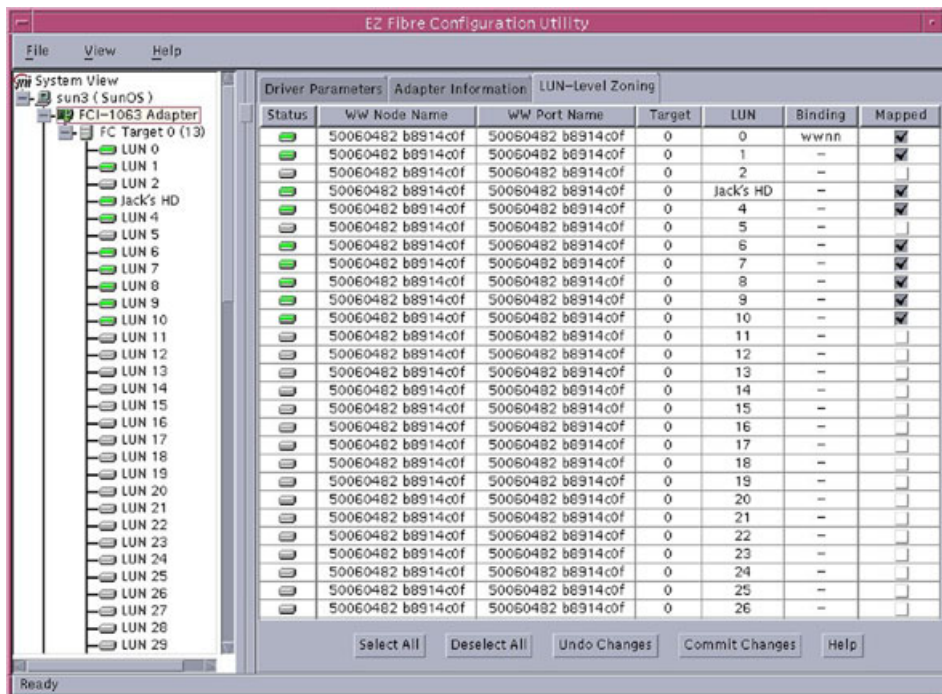 EZ Fibre Configuration Utility
File View Help
System View
sun3 ( SunOS )
FCI-1063 Adapter
FC Target 0 (13)
LUN 0
LUN 1
LUN 2
Jack's HD
LUN 4
LUN 5
LUN 6
LUN 7
LUN 8
LUN 9
LUN 10
LUN 11
LUN 12
LUN 13
LUN 14
LUN 15
LUN 16
LUN 17
LUN 18
LUN 19
LUN 20
LUN 21
LUN 22
LUN 23
LUN 24
LUN 25
LUN 26
LUN 27
LUN 28
LUN 29
Driver Parameters Adapter Information LUN-Level Zoning
Status WW Node Name WW Port Name Target LUN Binding Mapped
50060482 b8914c0f 50060482 b8914c0f 0 0 wwnn
50060482 b8914c0f 50060482 b8914c0f 0 1 -
50060482 b8914c0f 50060482 b8914c0f 0 2 -
50060482 b8914c0f 50060482 b8914c0f 0 Jack's HD -
50060482 b8914c0f 50060482 b8914c0f 0 4 -
50060482 b8914c0f 50060482 b8914c0f 0 5 -
50060482 b8914c0f 50060482 b8914c0f 0 6 -
50060482 b8914c0f 50060482 b8914c0f 0 7 -
50060482 b8914c0f 50060482 b8914c0f 0 8 -
50060482 b8914c0f 50060482 b8914c0f 0 9 -
50060482 b8914c0f 50060482 b8914c0f 0 10 -
50060482 b8914c0f 50060482 b8914c0f 0 11 -
50060482 b8914c0f 50060482 b8914c0f 0 12 -
50060482 b8914c0f 50060482 b8914c0f 0 13 -
50060482 b8914c0f 50060482 b8914c0f 0 14 -
50060482 b8914c0f 50060482 b8914c0f 0 15 -
50060482 b8914c0f 50060482 b8914c0f 0 16 -
50060482 b8914c0f 50060482 b8914c0f 0 17 -
50060482 b8914c0f 50060482 b8914c0f 0 18 -
50060482 b8914c0f 50060482 b8914c0f 0 19 -
50060482 b8914c0f 50060482 b8914c0f 0 20 -
50060482 b8914c0f 50060482 b8914c0f 0 21 -
50060482 b8914c0f 50060482 b8914c0f 0 22 -
50060482 b8914c0f 50060482 b8914c0f 0 23 -
50060482 b8914c0f 50060482 b8914c0f 0 24 -
50060482 b8914c0f 50060482 b8914c0f 0 25 -
50060482 b8914c0f 50060482 b8914c0f 0 26 -
Select All Deselect All Undo Changes Commit Changes Help
Ready